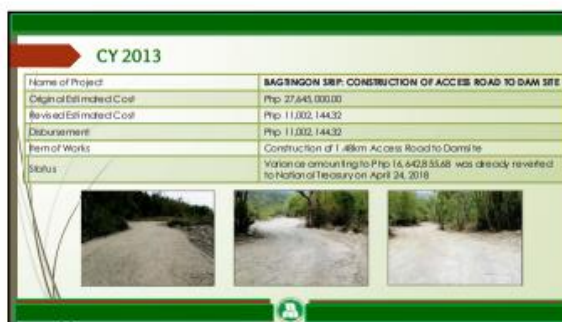 CY 2013
Name of Project
BAGTINGON SRIP: CONSTRUCTION OF ACCESS ROAD TO DAM SITE
Original Estimated Cost
Php 27,645,000.00
Revised Estimated Cost
Php 11,002,144.32
Disbursement
Php 11,002,144.32
Item of Works
Construction of 1.48km Access Road to Damsite
Status
Variance amounting to Php 16,642,855.68 was already reverted
to National Treasury on April 24, 2018